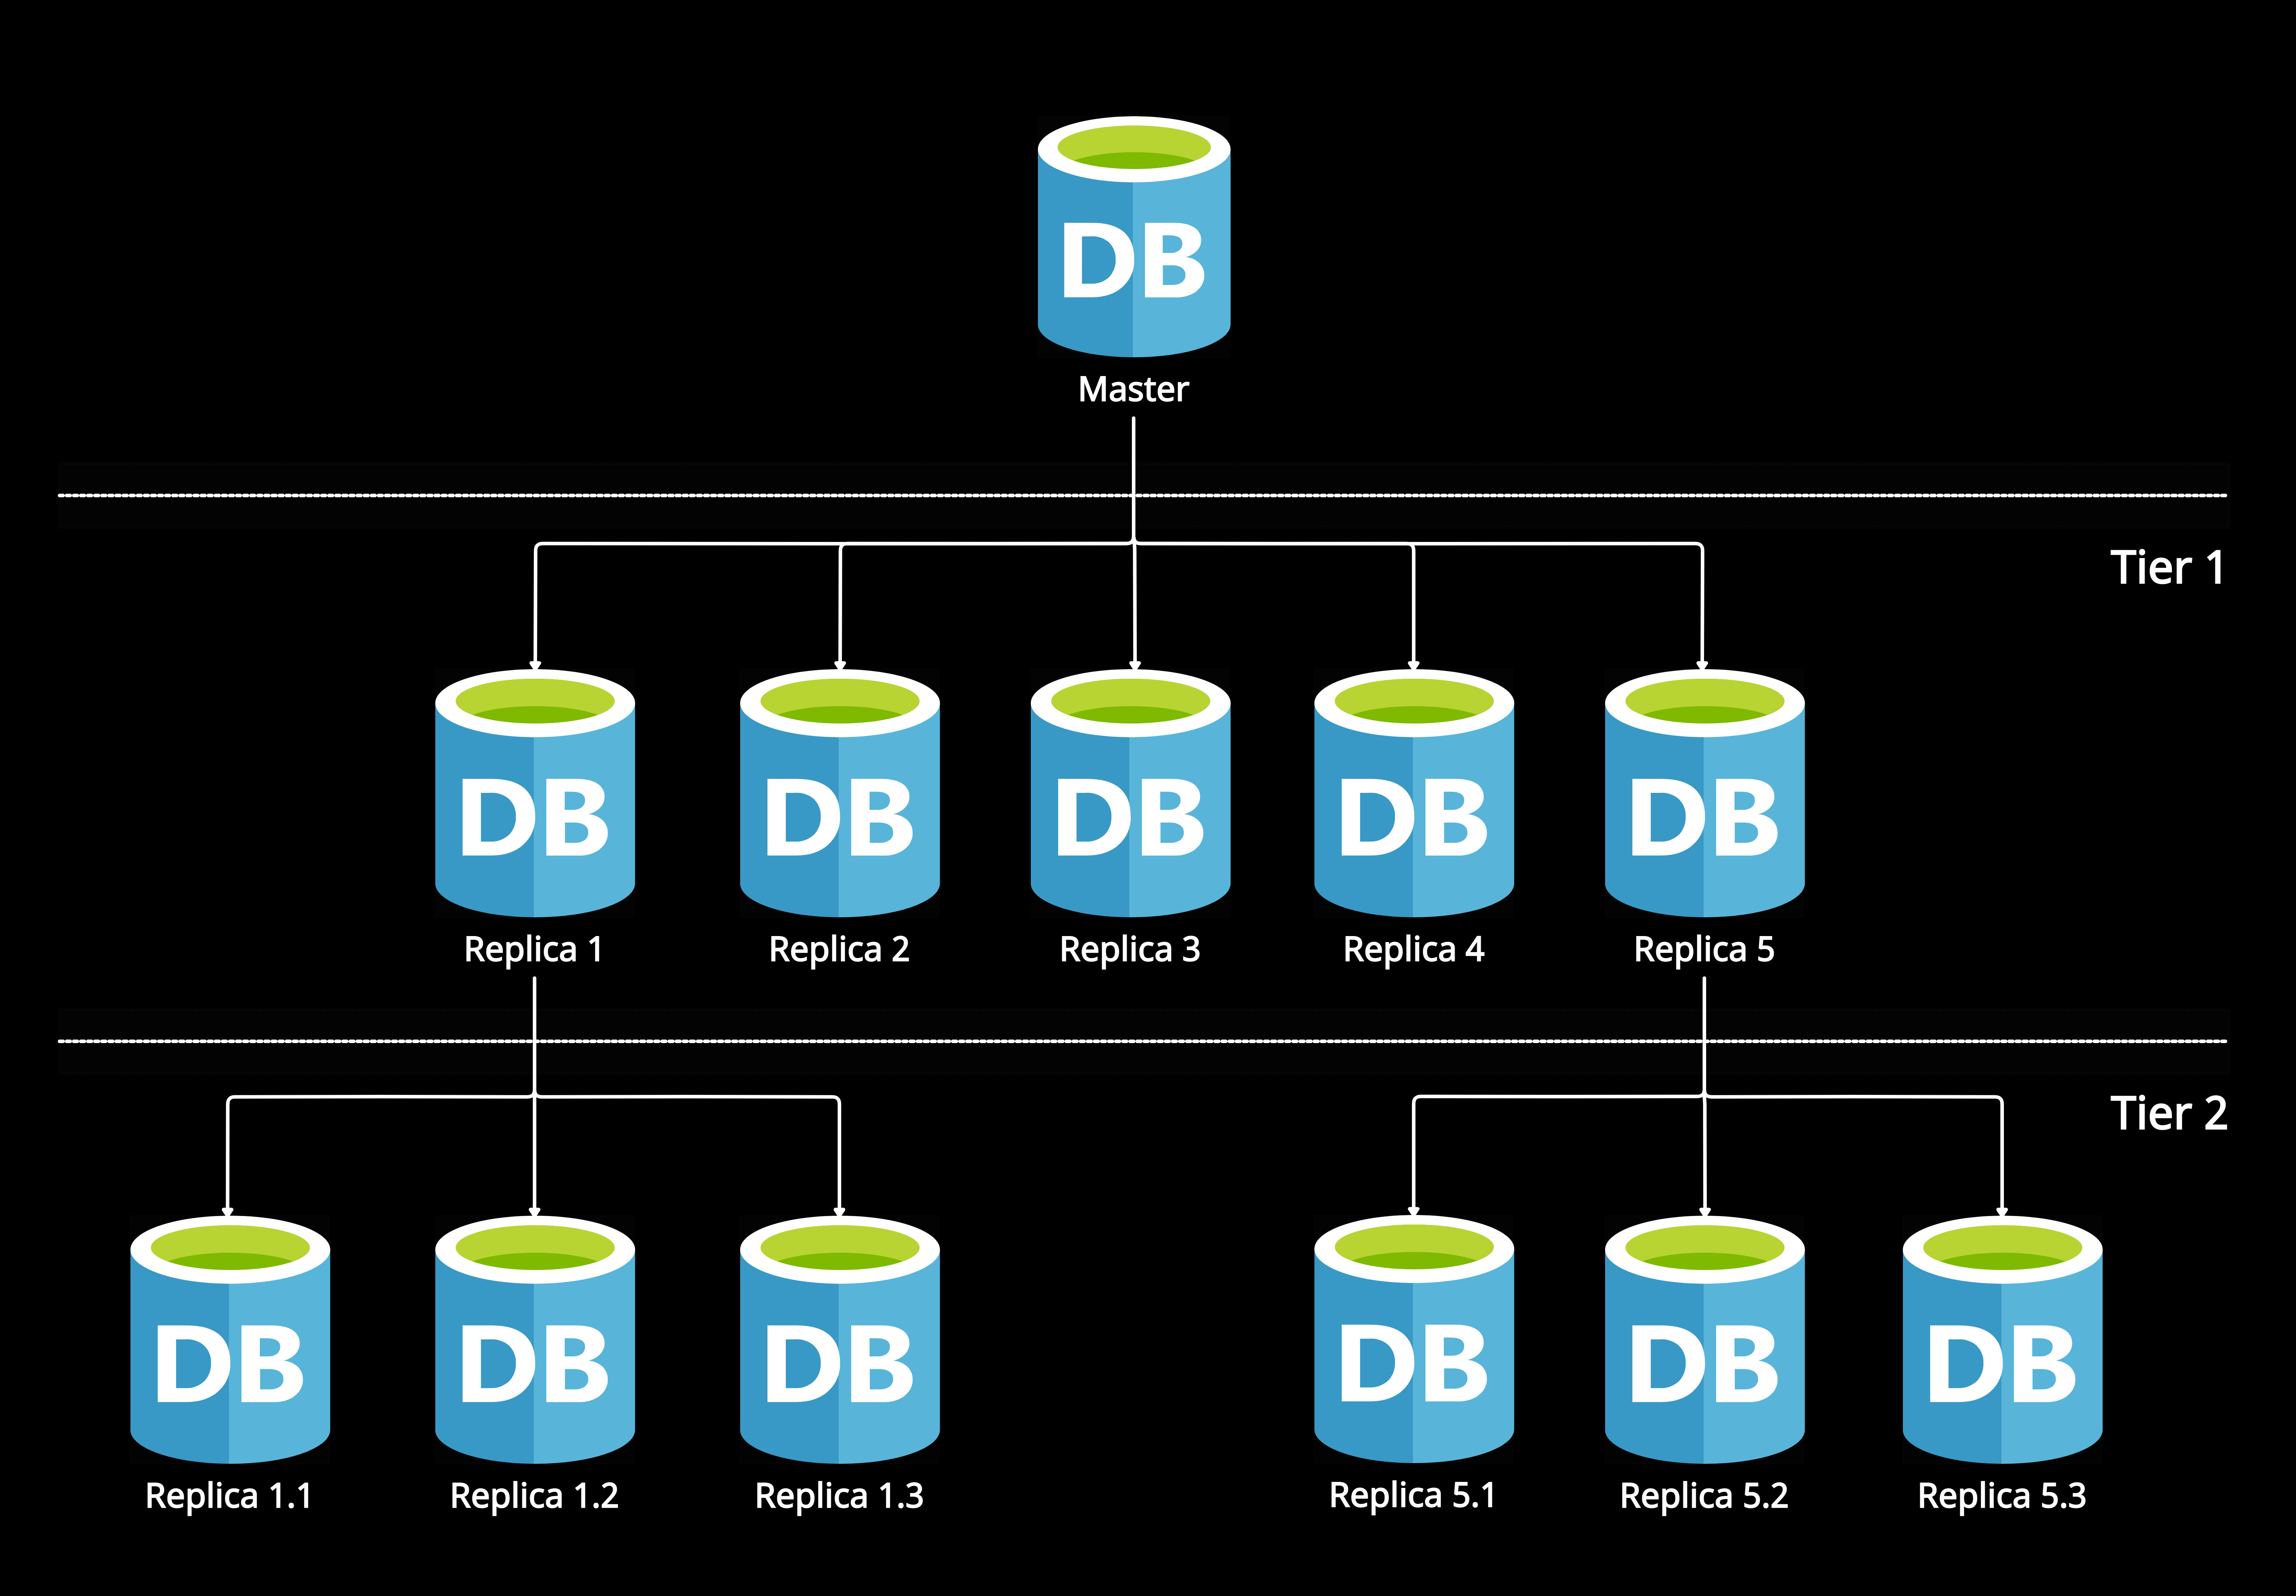 DB
Master
Tier 1
DB DB DB DB DB
Replica 1 Replica 2 Replica 3 Replica 4 Replica 5
Tier 2
DB DB DB DB DB DB
Replica 1.1 Replica 1.2 Replica 1.3 Replica 5.1 Replica 5.2 Replica 5.3